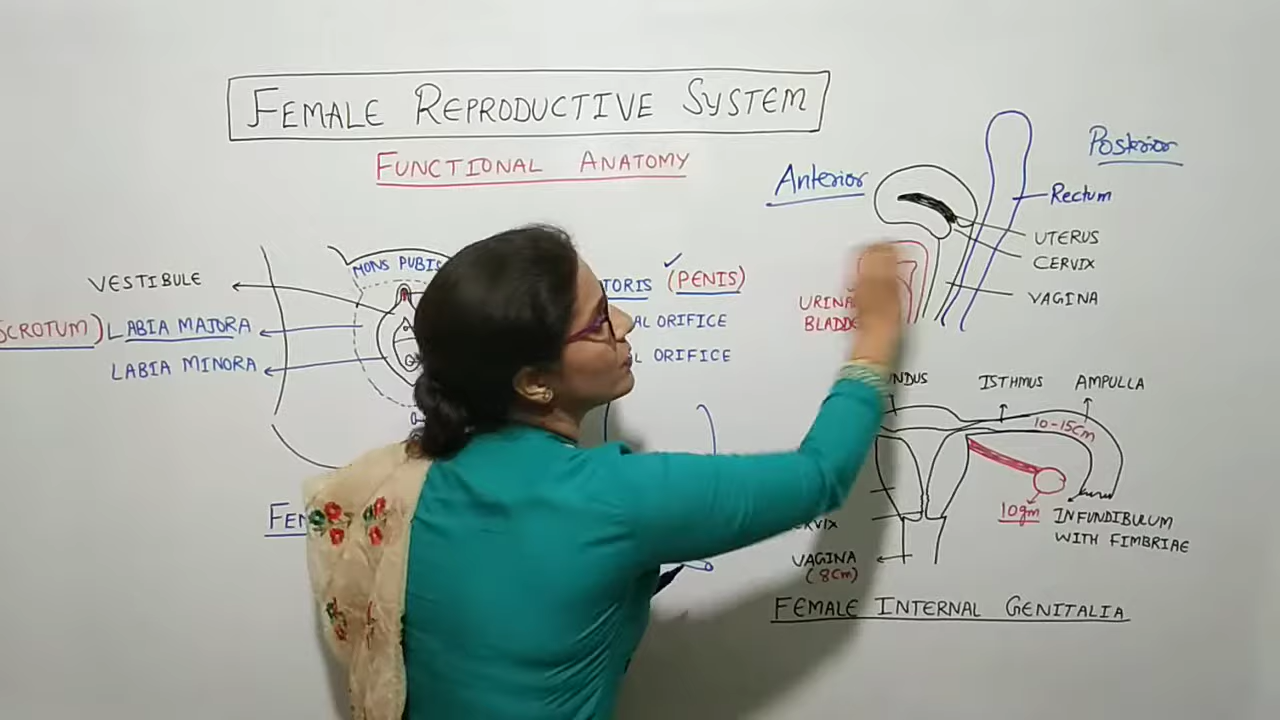 FEMALE REPRODUCTIVE SYSTEM
FUNCTIONAL ANATOMY
VESTIBULE
SCROTUM) LABIA MAJORA
LABIA MINORA
MONS PUBIS
(PENIS)
ORIFICE
ORIFICE
Anterior
Posterior
Rectum
UTERUS
CERVIX
VAGINA
ISTHMUS
AMPULLA
10-15cm
10gm
INFUNDIBULUM
WITH FIMBRIAE
VAGINA
(8cm)
FEMALE INTERNAL GENITALIA